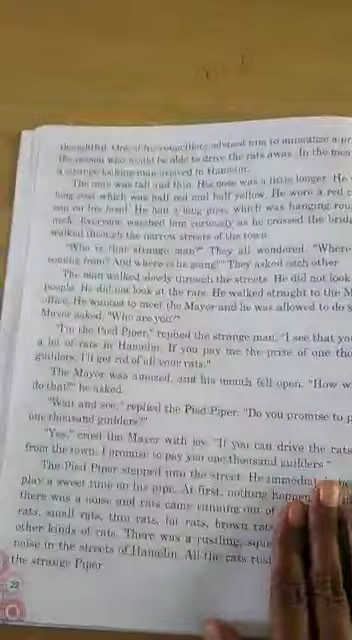 thoughtful. One of his councillors advised him to announce a pr
the person who would be able to drive the rats away. In the mea
a strange looking man arrived in Hamelin.
The man was tall and thin. His nose was a little longer. He
long coat which was half red and half yellow. He wore a red c
cap on his head. He had a long pipe, which was hanging rou
neck. Everyone watched him curiously as he crossed the brid
walked through the narrow streets of the town.
"Who is that strange man?" They all wondered. "Where
coming from? And where is he going?" They asked each other
The man walked slowly through the streets. He did not look
people. He did not look at the rats. He walked straight to the M
office. He wanted to meet the Mayor and he was allowed to do s
Mayor asked, "Who are you?"
"I'm the Pied Piper," replied the strange man, "I see that you
a lot of rats in Hamelin. If you pay me the prize of one tho
guilders, I'll get rid of all your rats."
The Mayor was amused, and his mouth fell open. "How w
do that?" he asked.
"Wait and see," replied the Pied Piper. "Do you promise to p
one thousand guilders?"
"Yes," cried the Mayor with joy. "If you can drive the rats
from the town, I promise to pay you one thousand guilders."
The Pied Piper stepped into the street. He immediat
play a sweet tune on his pipe. At first, nothing happen
there was a noise and rats came running out of
rats, small rats, thin rats, fat rats, brown rats
other kinds of rats. There was a rustling, sque
noise in the streets of Hamelin. All the rats rus
the strange Piper